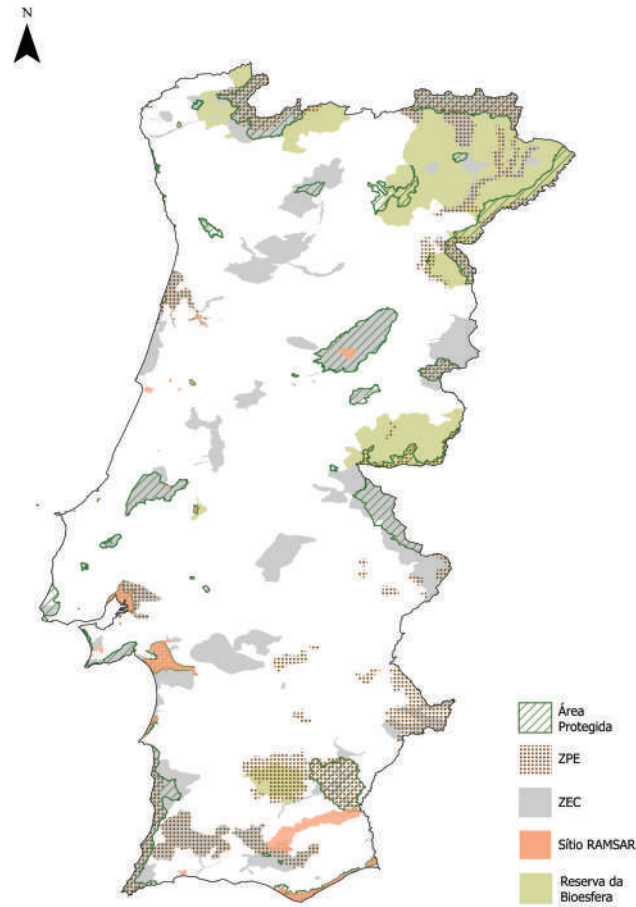 N
Área
Protegida
ZPE
ZEC
Sítio RAMSAR
Reserva da
Bioesfera